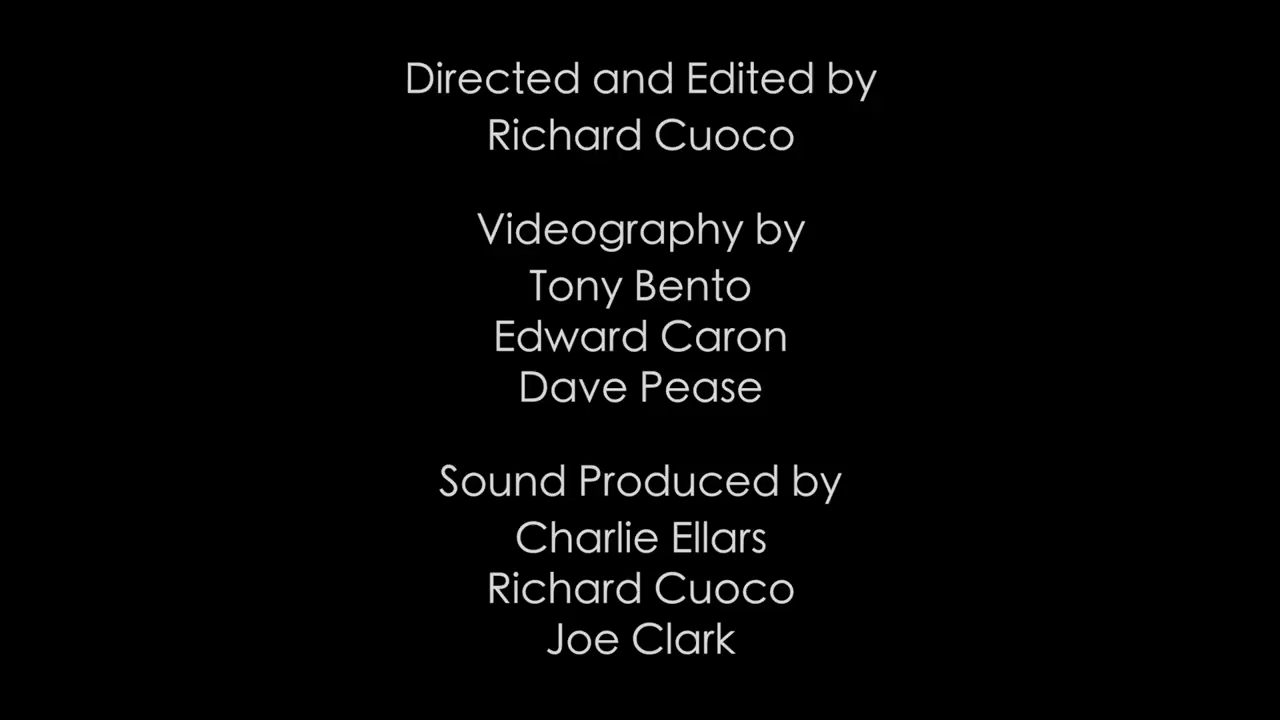 Directed and Edited by
Richard Cuoco
Videography by
Tony Bento
Edward Caron
Dave Pease
Sound Produced by
Charlie Ellars
Richard Cuoco
Joe Clark